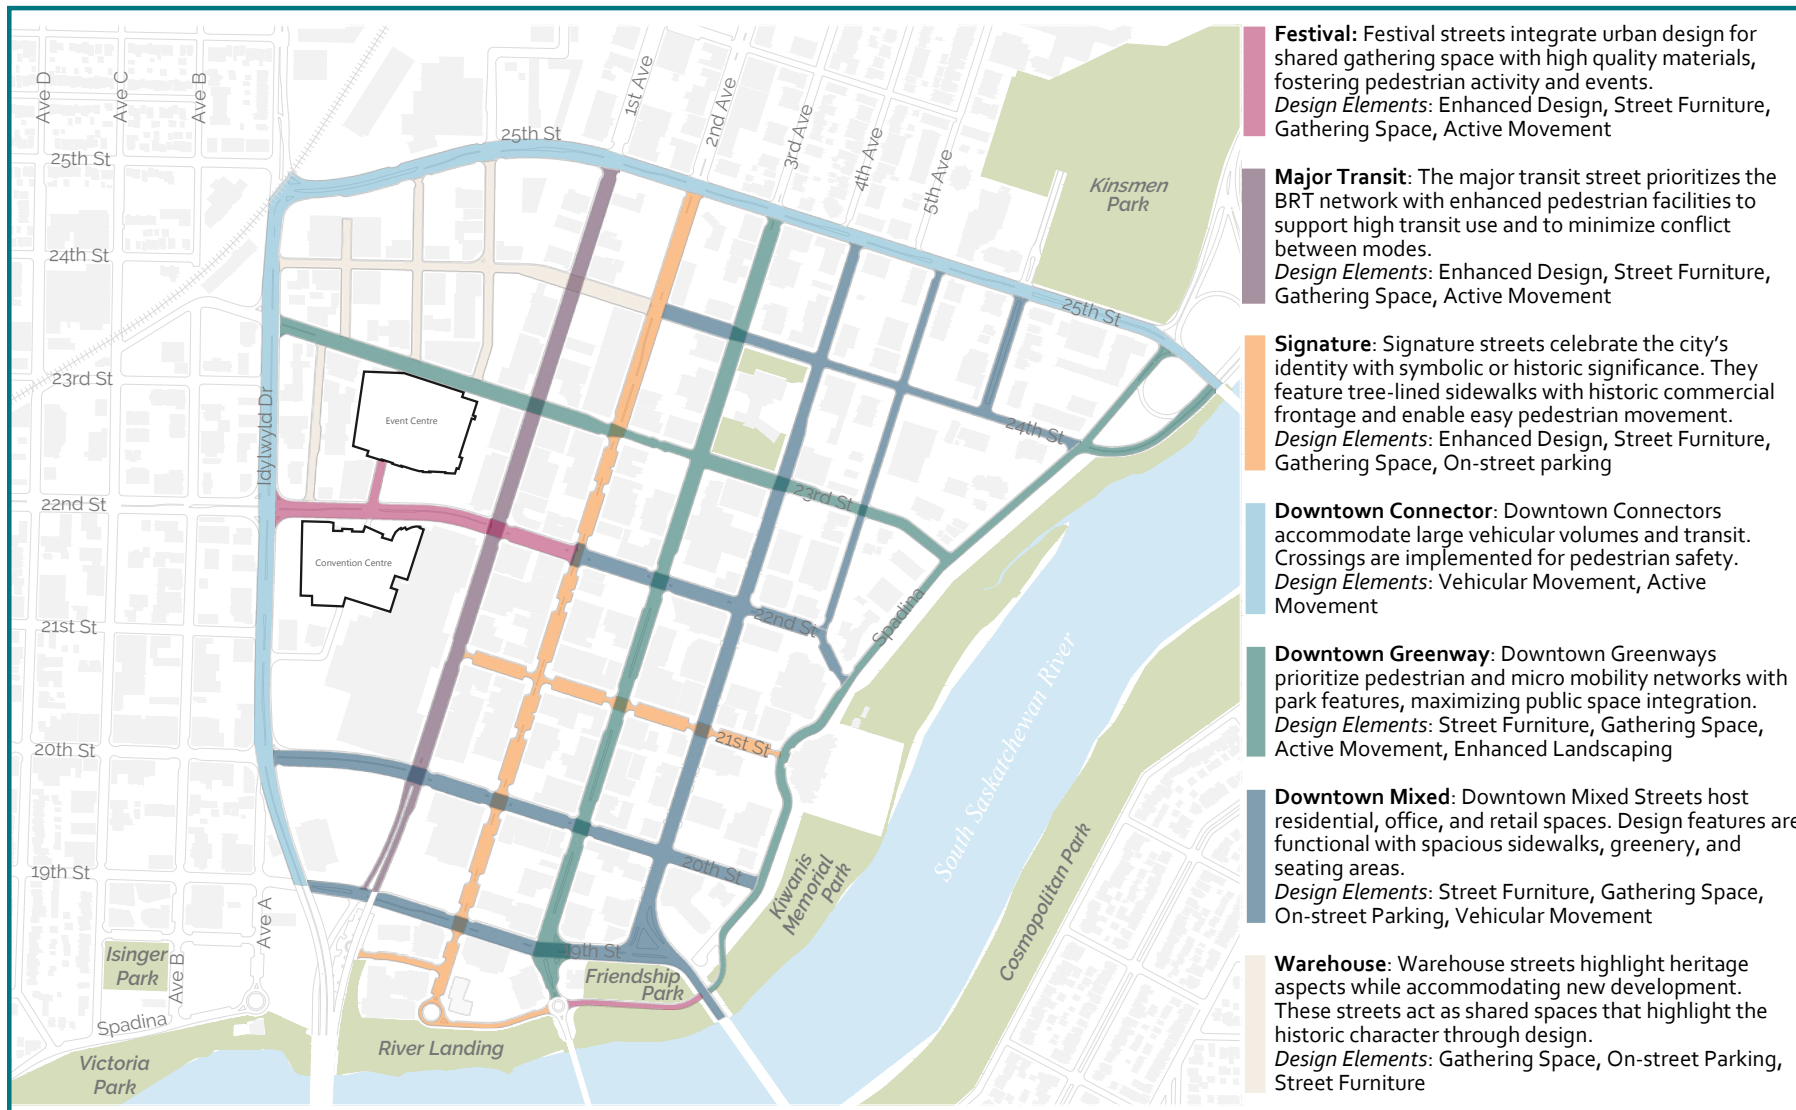 Ave D
Ave C
Ave B
1st Ave
2nd Ave
3rd Ave
4th Ave
5th Ave
25th St
25th St
25th St
24th St
24th St
23rd St
23rd St
22nd St
22nd St
21st St
21st St
20th St
20th St
19th St
19th St
Idylwyld Dr
Ave A
Ave B
Spadina
Spadina
Event Centre
Convention Centre
Kinsmen
Park
Kiwanis
Memorial
Park
Cosmopolitan Park
South Saskatchewan River
Isinger
Park
Friendship
Park
River Landing
Victoria
Park
Festival: Festival streets integrate urban design for
shared gathering space with high quality materials,
fostering pedestrian activity and events.
Design Elements: Enhanced Design, Street Furniture,
Gathering Space, Active Movement
Major Transit: The major transit street prioritizes the
BRT network with enhanced pedestrian facilities to
support high transit use and to minimize conflict
between modes.
Design Elements: Enhanced Design, Street Furniture,
Gathering Space, Active Movement
Signature: Signature streets celebrate the city's
identity with symbolic or historic significance. They
feature tree-lined sidewalks with historic commercial
frontage and enable easy pedestrian movement.
Design Elements: Enhanced Design, Street Furniture,
Gathering Space, On-street parking
Downtown Connector: Downtown Connectors
accommodate large vehicular volumes and transit.
Crossings are implemented for pedestrian safety.
Design Elements: Vehicular Movement, Active
Movement
Downtown Greenway: Downtown Greenways
prioritize pedestrian and micro mobility networks with
park features, maximizing public space integration.
Design Elements: Street Furniture, Gathering Space,
Active Movement, Enhanced Landscaping
Downtown Mixed: Downtown Mixed Streets host
residential, office, and retail spaces. Design features are
functional with spacious sidewalks, greenery, and
seating areas.
Design Elements: Street Furniture, Gathering Space,
On-street Parking, Vehicular Movement
Warehouse: Warehouse streets highlight heritage
aspects while accommodating new development.
These streets act as shared spaces that highlight the
historic character through design.
Design Elements: Gathering Space, On-street Parking,
Street Furniture